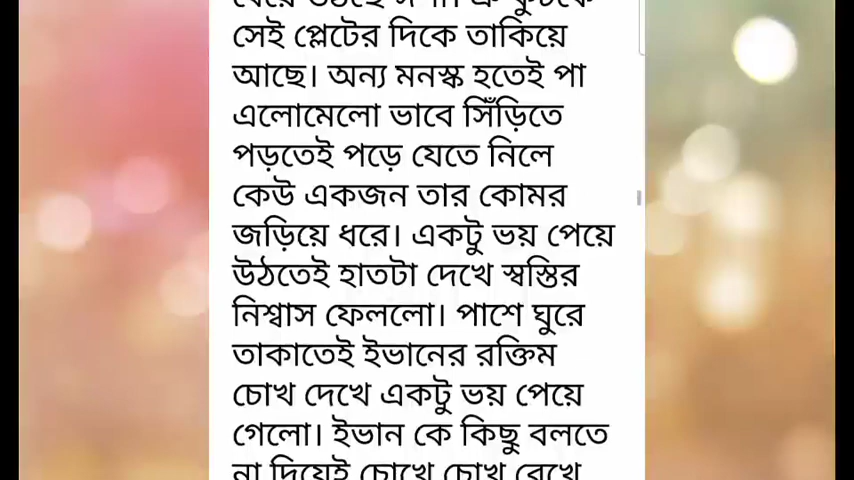 সেই প্লেটের দিকে তাকিয়ে
আছে। অন্য মনস্ক হতেই পা
এলোমেলো ভাবে সিঁড়িতে
পড়তেই পড়ে যেতে নিলে
কেউ একজন তার কোমর
জড়িয়ে ধরে। একটু ভয় পেয়ে
উঠতেই হাতটা দেখে স্বস্তির
নিশ্বাস ফেললো। পাশে ঘুরে
তাকাতেই ইভানের রক্তিম
চোখ দেখে একটু ভয় পেয়ে
গেলো। ইভান কে কিছু বলতে
না দিয়েই চোখে চোখ রেখে